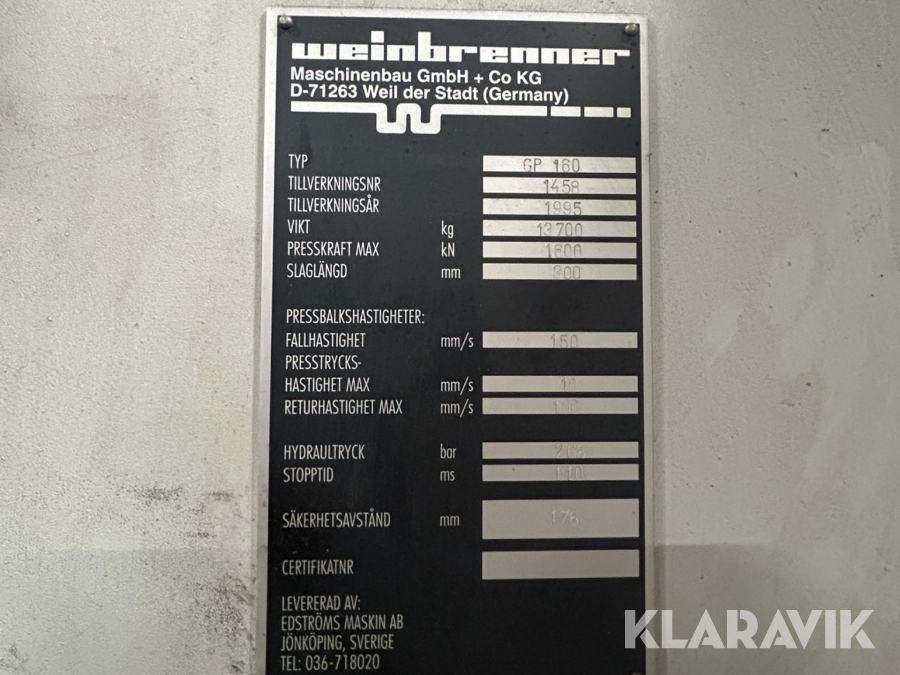 weinbrenner
Maschinenbau GmbH + Co KG
D-71263 Weil der Stadt (Germany)
TYP GP 160
TILLVERKNINGSNR 1458
TILLVERKNINGSÅR 1995
VIKT kg 13700
PRESSKRAFT MAX kN 1600
SLAGLÄNGD mm
PRESSBALKSHASTIGHETER:
FALLHASTIGHET mm/s 150
PRESSTRYCKS-
HASTIGHET MAX mm/s
RETURHASTIGHET MAX mm/s
HYDRAULTRYCK bar
STOPPTID ms 110
SÄKERHETSAVSTÅND mm 176
CERTIFIKATNR
LEVERERAD AV:
EDSTRÖMS MASKIN AB
JÖNKÖPING, SVERIGE
TEL: 036-718020
KLARAVIK